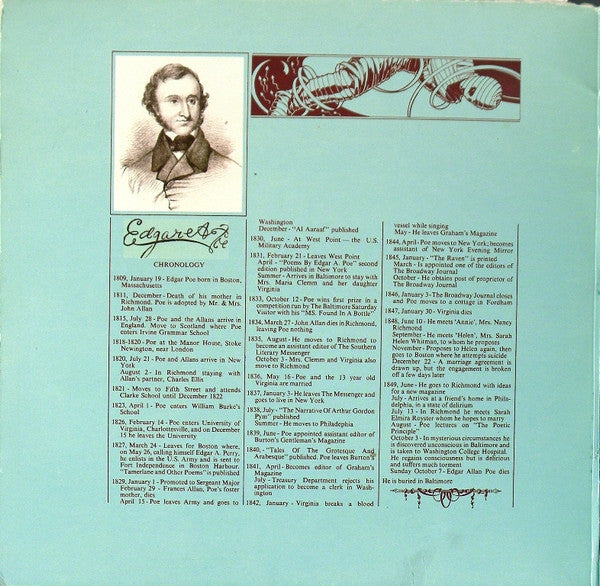 Edgar A Poe
CHRONOLOGY
1809, January 19 - Edgar Poe born in Boston,
Massachusetts
1811, December - Death of his mother in
Richmond. Poe is adopted by Mr. & Mrs.
John Allan
1815, July 28 - Poe and the Allans arrive in
England. Move to Scotland where Poe
enters Irvine Grammar School
1818-1820 - Poe at the Manor House, Stoke
Newington, near London
1820, July 21 - Poe and Allans arrive in New
York
August 2 - In Richmond staying with
Allan's partner, Charles Ellis
1821 - Moves to Fifth Street and attends
Clarke School until December 1822
1823, April 1 - Poe enters William Burke's
School
1826, February 14 - Poe enters University of
Virginia, Charlottesville, and on December
15 he leaves the University
1827, March 24 - Leaves for Boston where,
on May 26, calling himself Edgar A. Perry,
he enlists in the U.S. Army and is sent to
Fort Independence in Boston Harbour.
"Tamerlane and Other Poems" is published
1829, January 1 - Promoted to Sergeant Major
February 29 - Frances Allan, Poe's foster
mother, dies
April 15 - Poe leaves Army and goes to
Washington
December - "Al Aaraaf" published
1830, June - At West Point — the U.S.
Military Academy
1831, February 21 - Leaves West Point
April - "Poems By Edgar A. Poe" second
edition published in New York
Summer - Arrives in Baltimore to stay with
Mrs. Maria Clemm and her daughter
Virginia
1833, October 12 - Poe wins first prize in a
competition run by The Baltimore Saturday
Visitor with his "MS. Found In A Bottle"
1834, March 27 - John Allan dies in Richmond,
leaving Poe nothing
1835, August - He moves to Richmond to
become an assistant editor of The Southern
Literary Messenger
October 3 - Mrs. Clemm and Virginia also
move to Richmond
1836, May 16 - Poe and the 13 year old
Virginia are married
1837, January 3 - He leaves The Messenger and
goes to live in New York
1838, July - "The Narrative Of Arthur Gordon
Pym" published
Summer - He moves to Philadephia
1839, June - Poe appointed assistant editor of
Burton's Gentleman's Magazine
1840, - "Tales Of The Grotesque And
Arabesque" published. Poe leaves Burton's
1841, April - Becomes editor of Graham's
Magazine
July - Treasury Department rejects his
application to become a clerk in Wash-
ington
1842, January - Virginia breaks a blood
vessel while singing
May - He leaves Graham's Magazine
1844, April - Poe moves to New York; becomes
assistant of New York Evening Mirror
1845, January - "The Raven" is printed
March - Is appointed one of the editors of
The Broadway Journal
October - He obtains post of proprietor of
The Broadway Journal
1846, January 3 - The Broadway Journal closes
and Poe moves to a cottage in Fordham
1847, January 30 - Virginia dies
1848, June 10 - He meets 'Annie', Mrs. Nancy
Richmond
September - He meets 'Helen', Mrs. Sarah
Helen Whitman, to whom he proposes
November - Proposes to Helen again, then
goes to Boston where he attempts suicide
December 22 - A marriage agreement is
drawn up, but the engagement is broken
off a few days later
1849, June - He goes to Richmond with ideas
for a new magazine
July - Arrives at a friend's home in Phila-
delphia, in a state of delirium
July 13 - In Richmond he meets Sarah
Elmira Royster whom he hopes to marry
August - Poe lectures on "The Poetic
Principle"
October 3 - In mysterious circumstances he
is discovered unconscious in Baltimore and
is taken to Washington College Hospital.
He regains consciousness but is delirious
and suffers much torment
Sunday October 7 - Edgar Allan Poe dies
He is buried in Baltimore